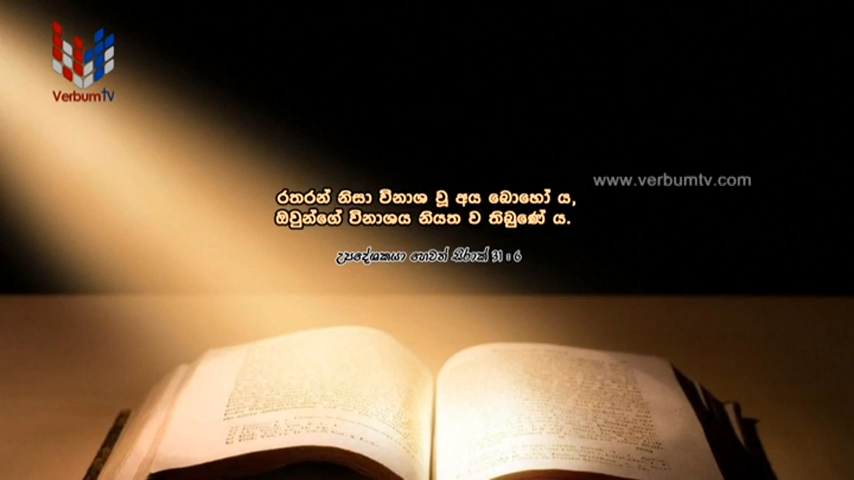 VerbumTV
www.verbumtv.com
රතරන් නිසා විනාශ වූ අය බොහෝ ය,
ඔවුන්ගේ විනාශය නියත ව තිබුණේ ය.
උපදේශකයා හෙවත් සීරාක් 31 : 6